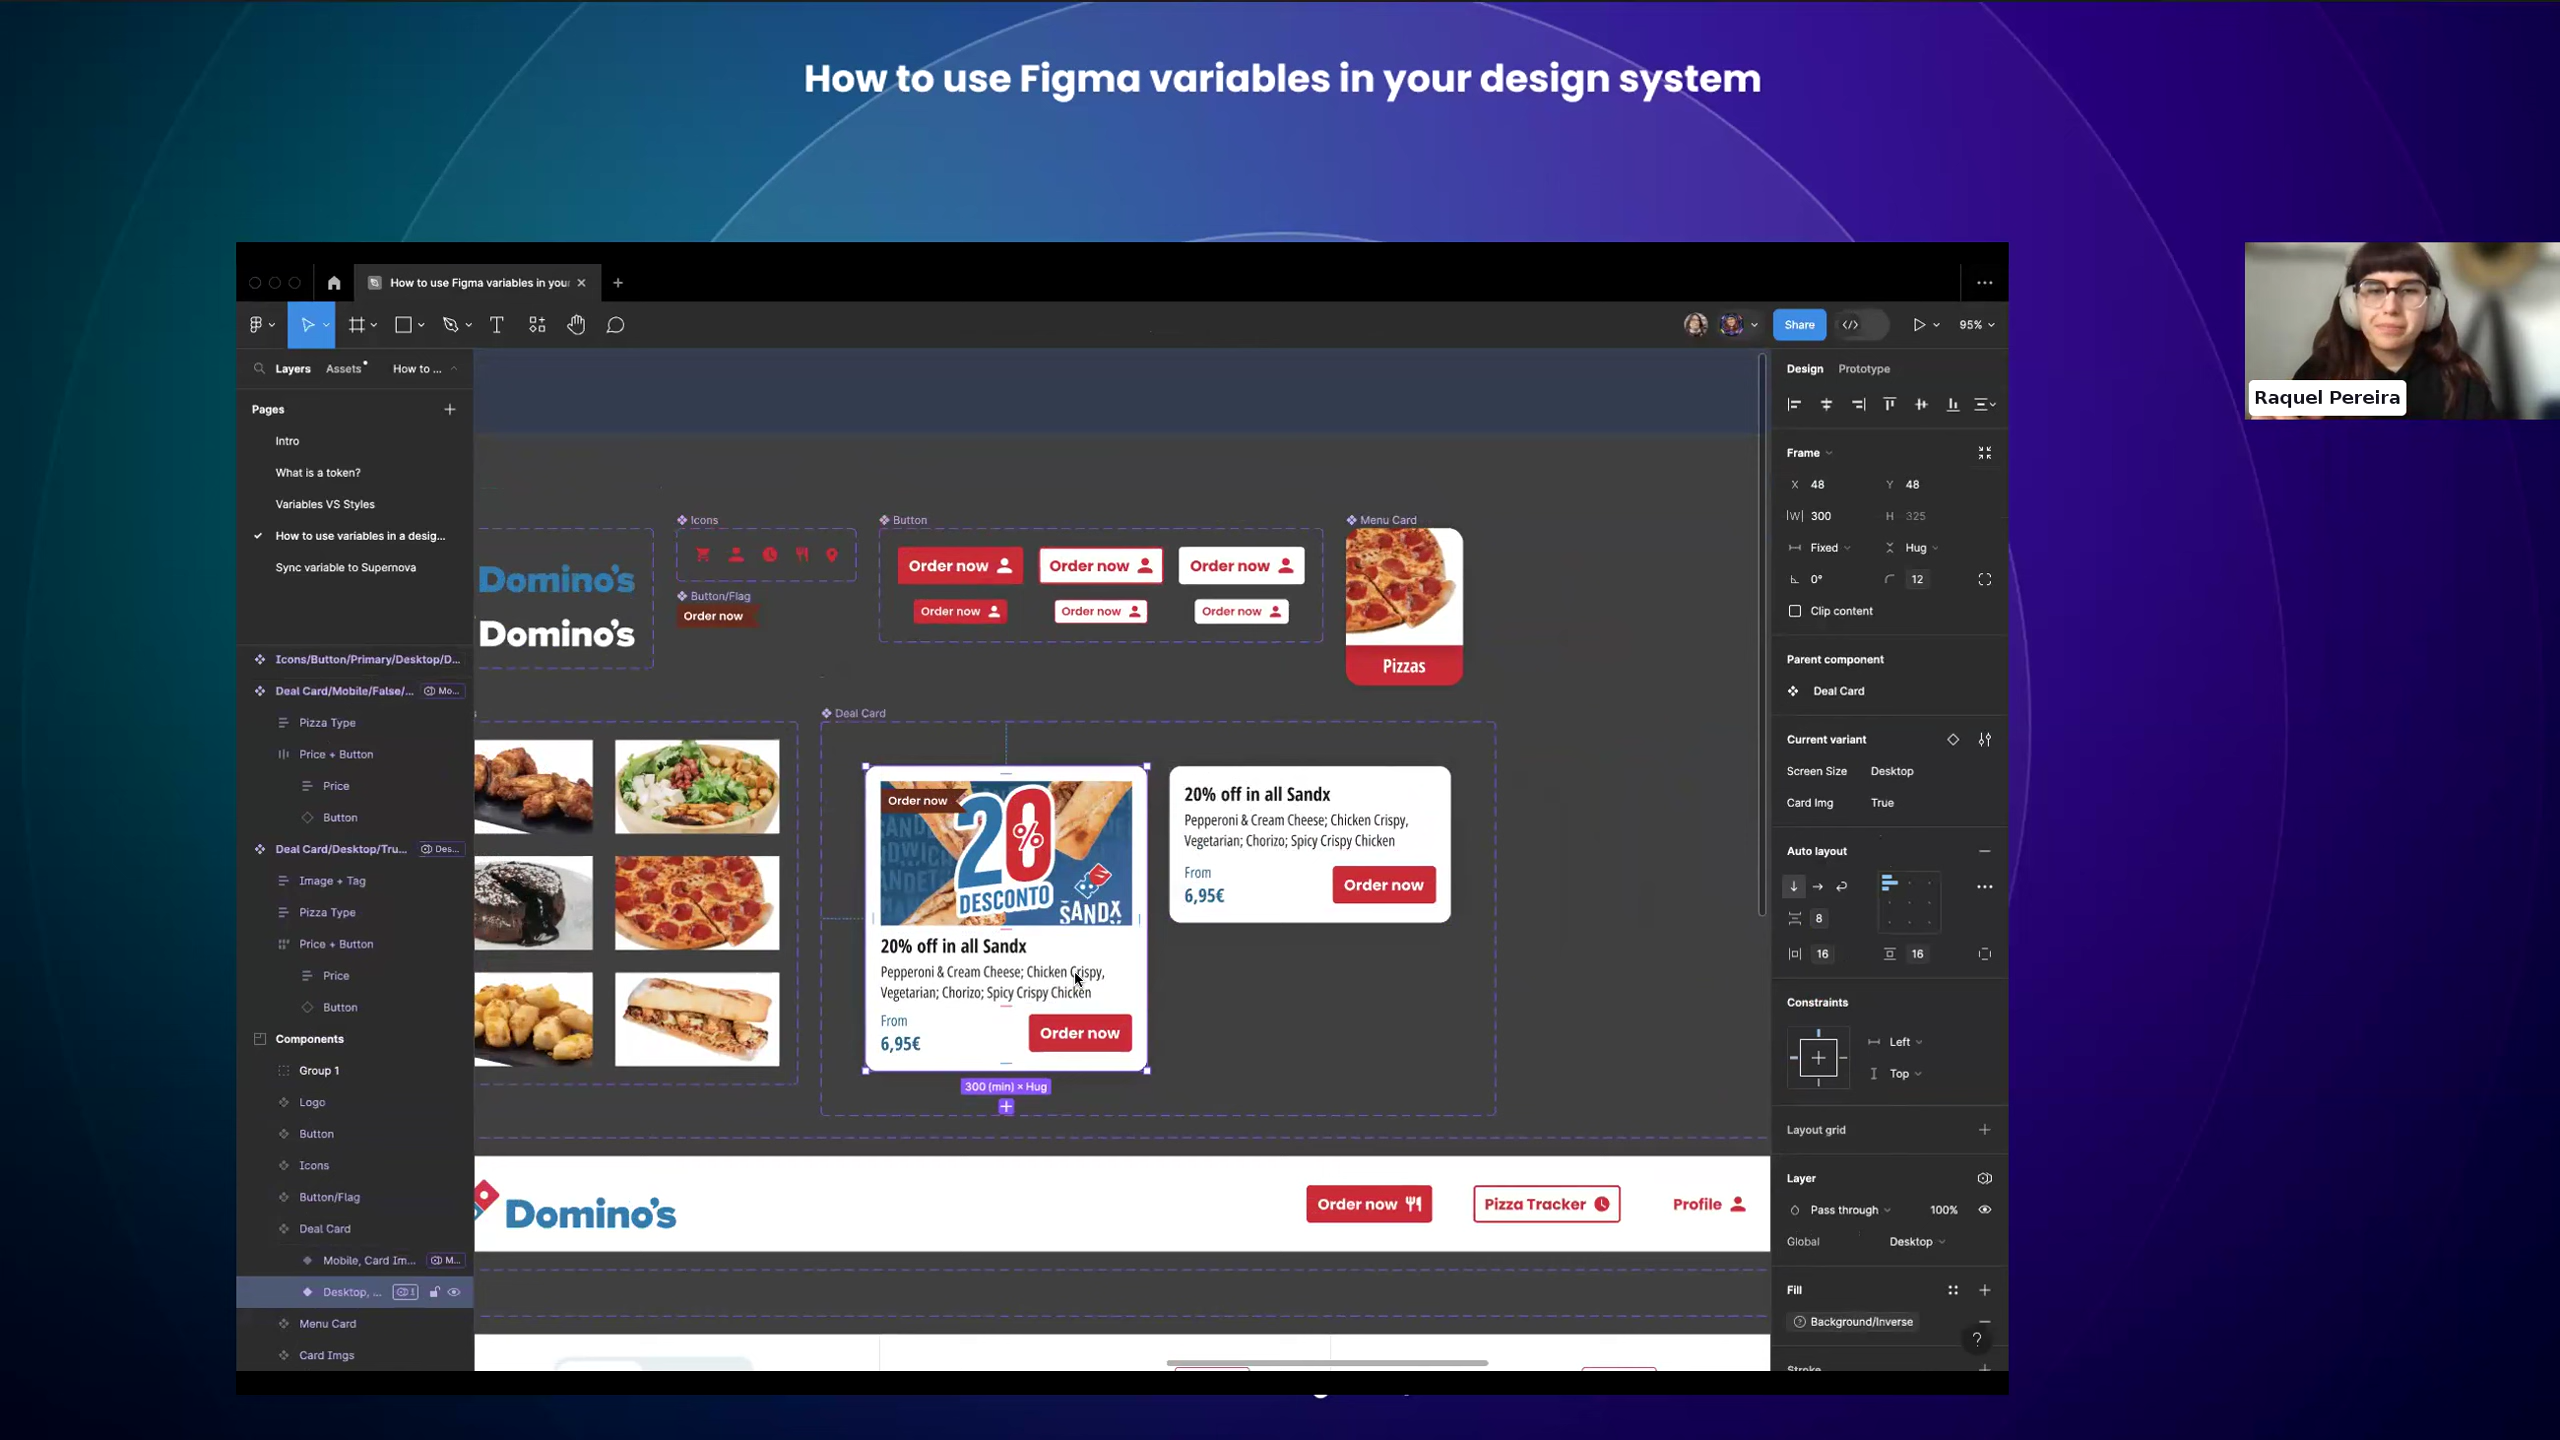 How to use Figma variables in your design system
How to use Figma variables in your
Share
95%
Layers
Assets
How to ...
Pages
Intro
What is a token?
Variables VS Styles
How to use variables in a desig...
Sync variable to Supernova
Icons/Button/Primary/Desktop/D...
Deal Card/Mobile/False/...
Mo...
Pizza Type
Price + Button
Price
Button
Deal Card/Desktop/Tru...
Des...
Image + Tag
Pizza Type
Price + Button
Price
Button
Components
Group 1
Logo
Button
Icons
Button/Flag
Deal Card
Mobile, Card Im...
M...
Desktop, ...
Menu Card
Card Imgs
Domino's
Domino's
Icons
Button/Flag
Order now
Button
Order now
Order now
Order now
Order now
Order now
Order now
Menu Card
Pizzas
Deal Card
Order now
20%
DESCONTO
SANDX
20% off in all Sandx
Pepperoni & Cream Cheese; Chicken Crispy,
Vegetarian; Chorizo; Spicy Crispy Chicken
From
6,95€
Order now
300 (min) × Hug
20% off in all Sandx
Pepperoni & Cream Cheese; Chicken Crispy,
Vegetarian; Chorizo; Spicy Crispy Chicken
From
6,95€
Order now
Domino's
Order now
Pizza Tracker
Profile
Design
Prototype
Frame
X 48
Y 48
W 300
H 325
Fixed
Hug
0°
12
Clip content
Parent component
Deal Card
Current variant
Screen Size Desktop
Card Img True
Auto layout
8
16
16
Constraints
Left
Top
Layout grid
Layer
Pass through
100%
Global
Desktop
Fill
Background/Inverse
?
Raquel Pereira